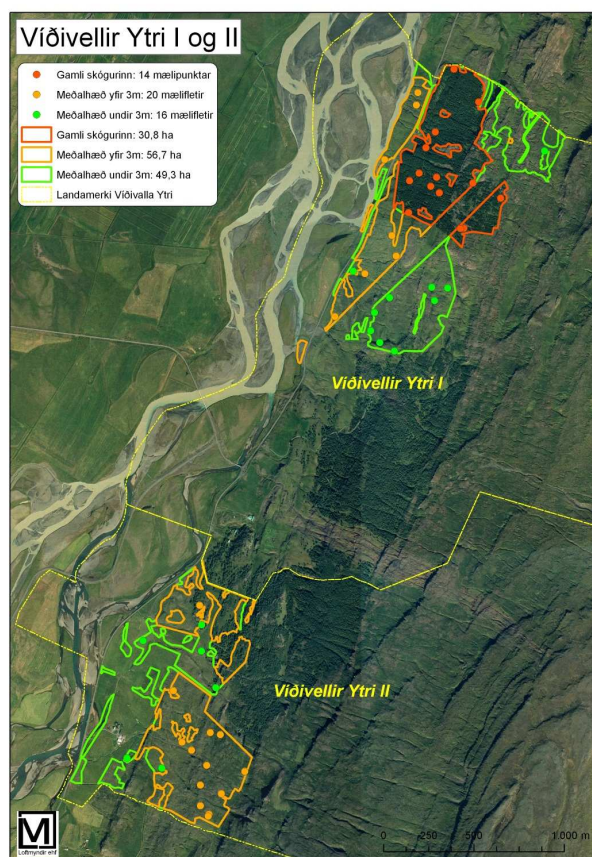 Víðivellir Ytri I og II
Gamli skógurinn: 14 mælipunktar
Meðalhæð yfir 3m: 20 mælifletir
Meðalhæð undir 3m: 16 mælifletir
Gamli skógurinn: 30,8 ha
Meðalhæð yfir 3m: 56,7 ha
Meðalhæð undir 3m: 49,3 ha
Landamerki Víðivalla Ytri
Víðivellir Ytri I
Víðivellir Ytri II
Loftmyndir ehf
0 250 500 1.000 m